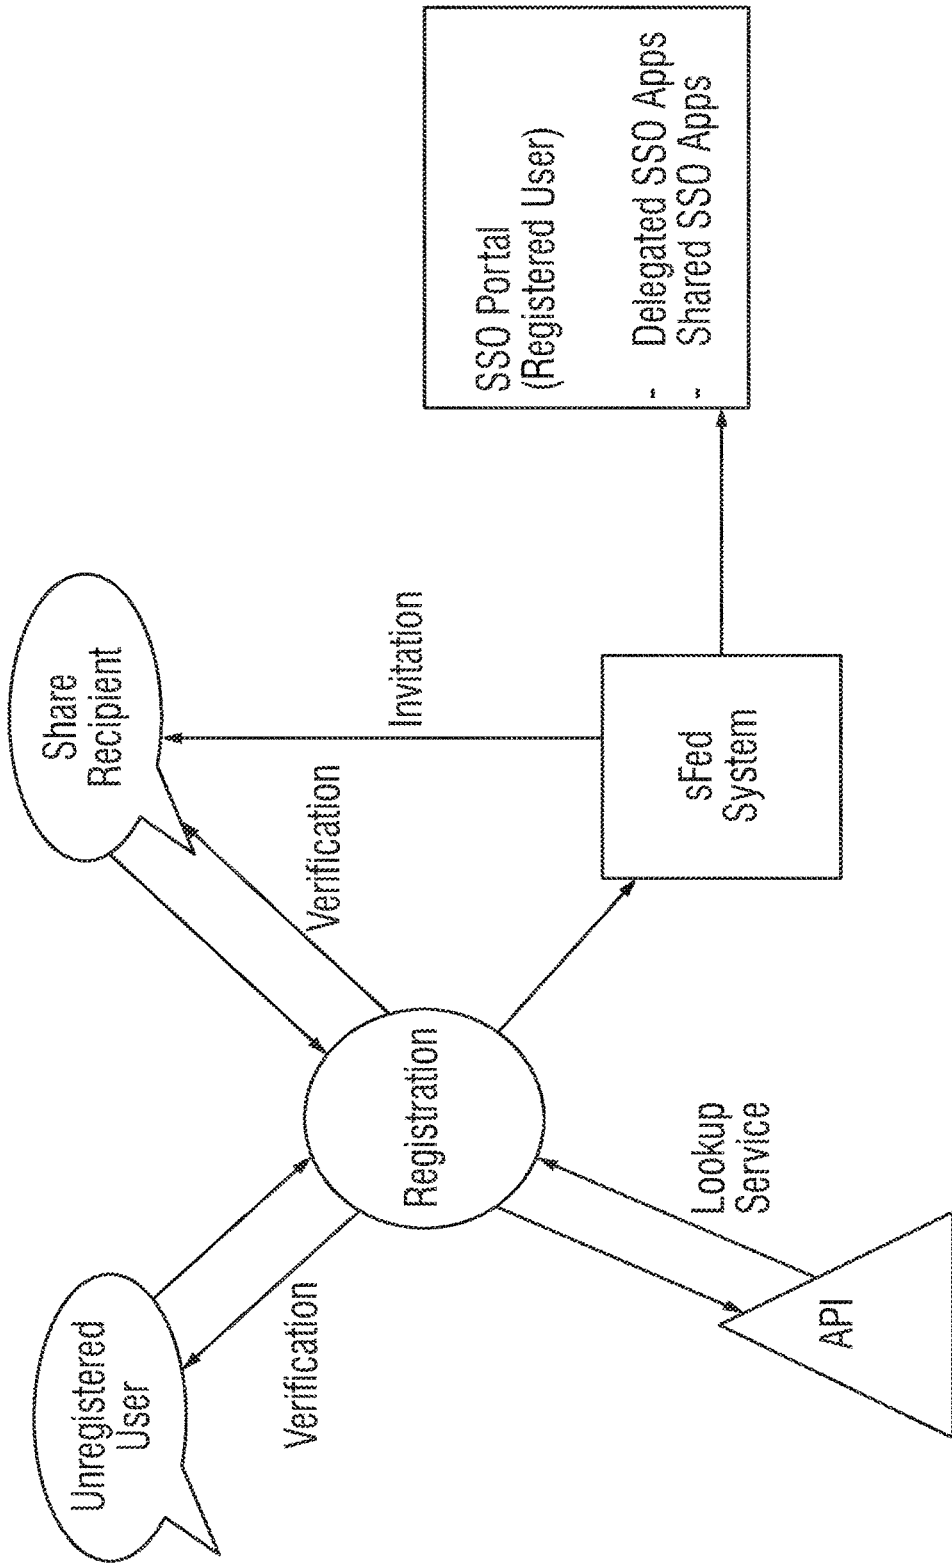 Unregistered
User
Verification
Share
Recipient
Verification
Invitation
Registration
Lookup
Service
API
sFed
System
SSO Portal
(Registered User)
- Delegated SSO Apps
- Shared SSO Apps